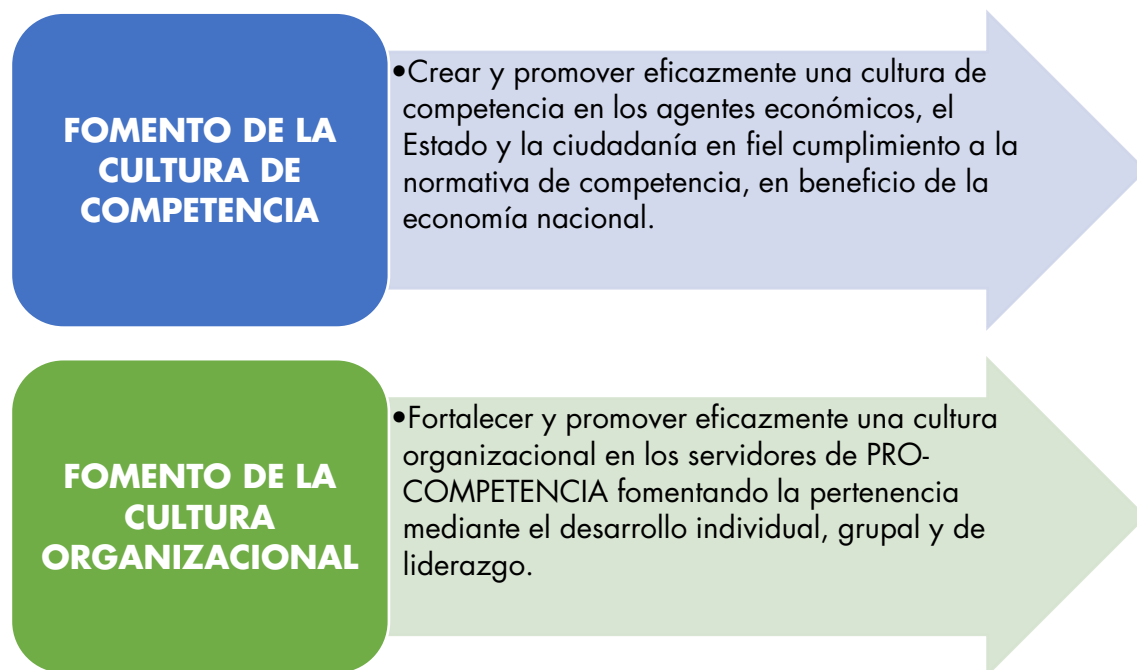 FOMENTO DE LA
CULTURA DE
COMPETENCIA
•Crear y promover eficazmente una cultura de
competencia en los agentes económicos, el
Estado y la ciudadanía en fiel cumplimiento a la
normativa de competencia, en beneficio de la
economía nacional.
FOMENTO DE LA
CULTURA
ORGANIZACIONAL
•Fortalecer y promover eficazmente una cultura
organizacional en los servidores de PRO-
COMPETENCIA fomentando la pertenencia
mediante el desarrollo individual, grupal y de
liderazgo.